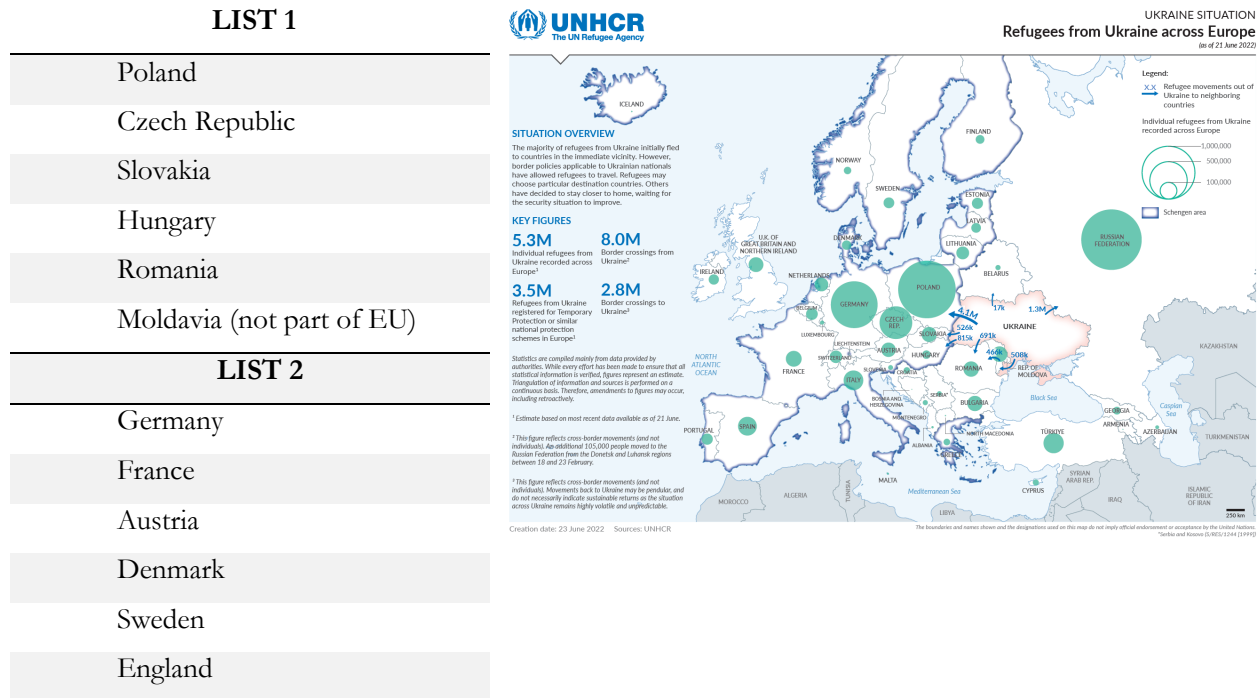 LIST 1
Poland
Czech Republic
Slovakia
Hungary
Romania
Moldavia (not part of EU)
LIST 2
Germany
France
Austria
Denmark
Sweden
England
UNHCR
The UN Refugee Agency
UKRAINE SITUATION
Refugees from Ukraine across Europe
(as of 21 June 2022)
Legend:
X.X Refugee movements out of
Ukraine to neighboring
countries
Individual refugees from Ukraine
recorded across Europe
1,000,000
500,000
100,000
Schengen area
SITUATION OVERVIEW
The majority of refugees from Ukraine initially fled
to countries in the immediate vicinity. However,
border policies applicable to Ukrainian nationals
have allowed refugees to travel. Refugees may
choose particular destination countries. Others
have decided to stay closer to home, waiting for
the security situation to improve.
KEY FIGURES
5.3M
Individual refugees from
Ukraine recorded across
Europe¹
8.0M
Border crossings from
Ukraine²
3.5M
Refugees from Ukraine
registered for Temporary
Protection or similar
national protection
schemes in Europe¹
2.8M
Border crossings to
Ukraine³
Statistics are compiled mainly from data provided by
authorities. While every effort has been made to ensure that all
statistical information is verified, figures represent an estimate.
Triangulation of information and sources is performed on a
continuous basis. Therefore, amendments to figures may occur,
including retroactively.
¹ Estimate based on most recent data available as of 21 June.
² This figure reflects cross-border movements (and not
individuals). An additional 105,000 people moved to the
Russian Federation from the Donetsk and Luhansk regions
between 18 and 23 February.
³ This figure reflects cross-border movements (and not
individuals). Movements back to Ukraine may be pendular, and
do not necessarily indicate sustainable returns as the situation
across Ukraine remains highly volatile and unpredictable.
ICELAND
FINLAND
NORWAY
SWEDEN
ESTONIA
LATVIA
DENMARK
LITHUANIA
RUSSIAN
FEDERATION
U.K. OF
GREAT BRITAIN AND
NORTHERN IRELAND
IRELAND
NETHERLANDS
BELARUS
POLAND
GERMANY
BELGIUM
LUXEMBOURG
CZECH
REP.
SLOVAKIA
UKRAINE
4.1M
17k
1.3M
526k
815k
691k
466k
508k
LIECHTENSTEIN
AUSTRIA
SWITZERLAND
HUNGARY
FRANCE
SLOVENIA
CROATIA
ROMANIA
REP. OF
MOLDOVA
KAZAKHSTAN
NORTH
ATLANTIC
OCEAN
ITALY
BOSNIA AND
HERZEGOVINA
SERBIA*
MONTENEGRO
BULGARIA
Black Sea
Caspian
Sea
GEORGIA
ARMENIA
AZERBAIJAN
PORTUGAL
SPAIN
NORTH MACEDONIA
ALBANIA
GREECE
TÜRKIYE
TURKMENISTAN
MALTA
CYPRUS
SYRIAN
ARAB REP.
Mediterranean Sea
MOROCCO
ALGERIA
TUNISIA
LIBYA
IRAQ
ISLAMIC
REPUBLIC
OF IRAN
250 km
Creation date: 23 June 2022 Sources: UNHCR
The boundaries and names shown and the designations used on this map do not imply official endorsement or acceptance by the United Nations.
*Serbia and Kosovo (S/RES/1244 [1999])